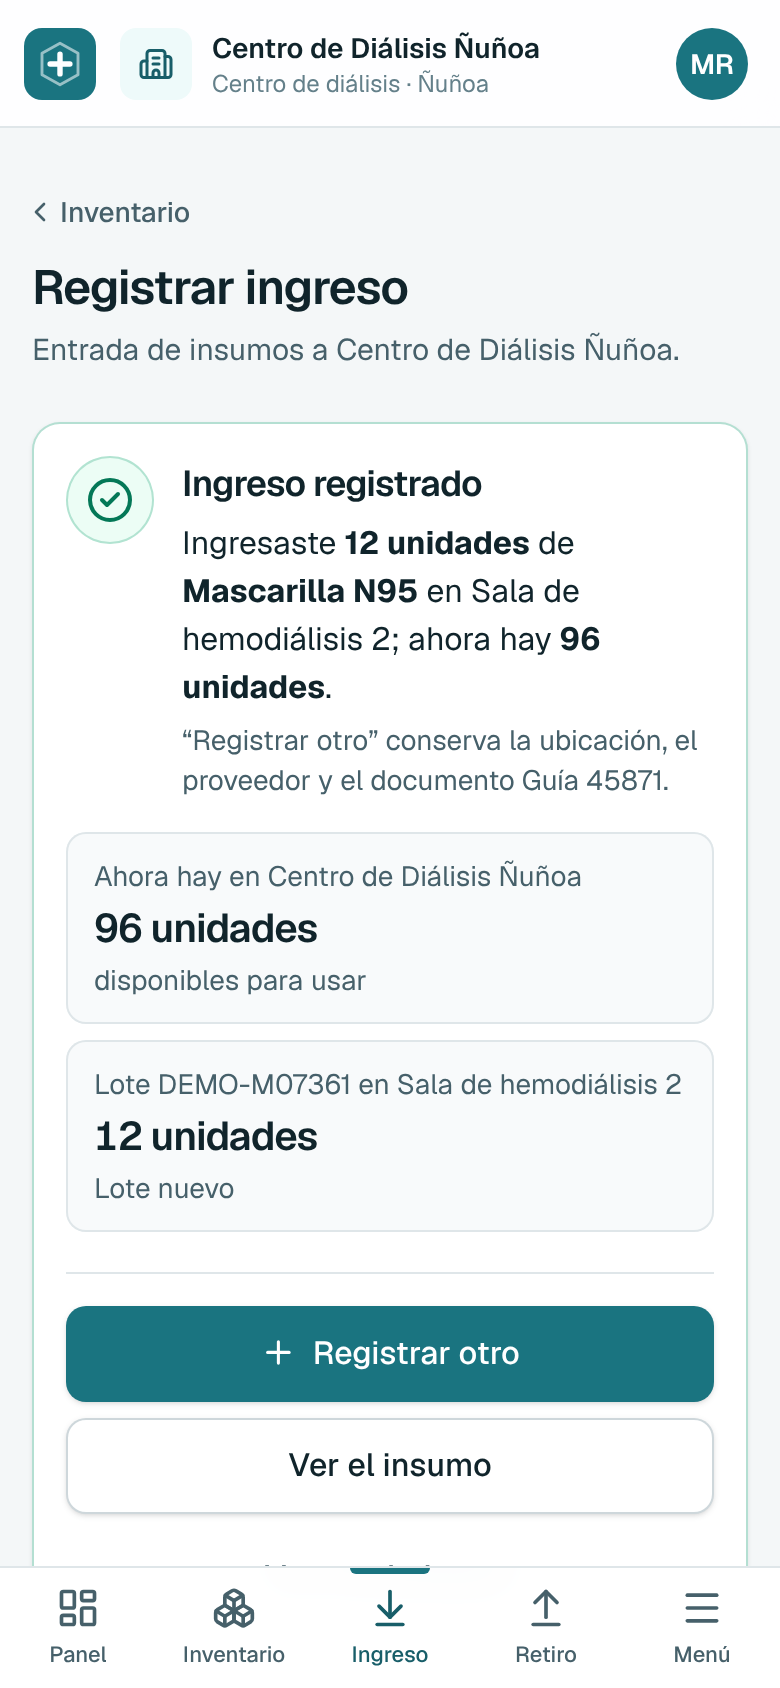 Centro de Diálisis Ñuñoa
Centro de diálisis · Ñuñoa
MR
Inventario
Registrar ingreso
Entrada de insumos a Centro de Diálisis Ñuñoa.
Ingreso registrado
Ingresaste 12 unidades de
Mascarilla N95 en Sala de
hemodiálisis 2; ahora hay 96
unidades.
“Registrar otro” conserva la ubicación, el
proveedor y el documento Guía 45871.
Ahora hay en Centro de Diálisis Ñuñoa
96 unidades
disponibles para usar
Lote DEMO-M07361 en Sala de hemodiálisis 2
12 unidades
Lote nuevo
Registrar otro
Ver el insumo
Panel
Inventario
Ingreso
Retiro
Menú